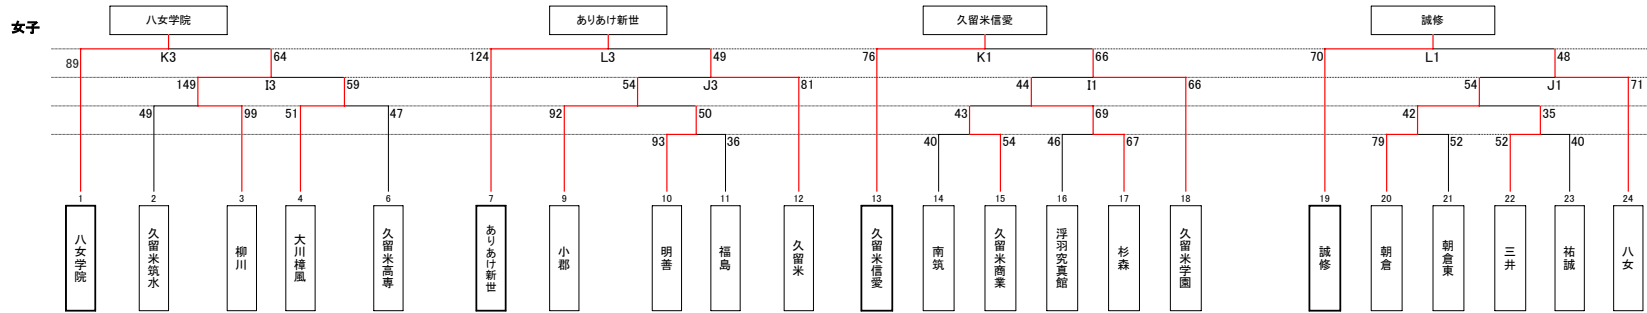 女子
八女学院 ありあけ新世 久留米信愛 誠修
89 K3 64 124 L3 49 76 K1 66 70 L1 48
149 I3 59 54 J3 81 44 I1 66 54 J1 71
49 99 51 47 92 50 43 69 42 35
93 36 40 54 46 67 79 52 52 40
1 2 3 4 6 7 9 10 11 12 13 14 15 16 17 18 19 20 21 22 23 24
八女学院
久留米筑水
柳川
大川樟風
久留米高専
ありあけ新世
小郡
明善
福島
久留米
久留米信愛
南筑
久留米商業
浮羽究真館
杉森
久留米学園
誠修
朝倉
朝倉東
三井
祐誠
八女